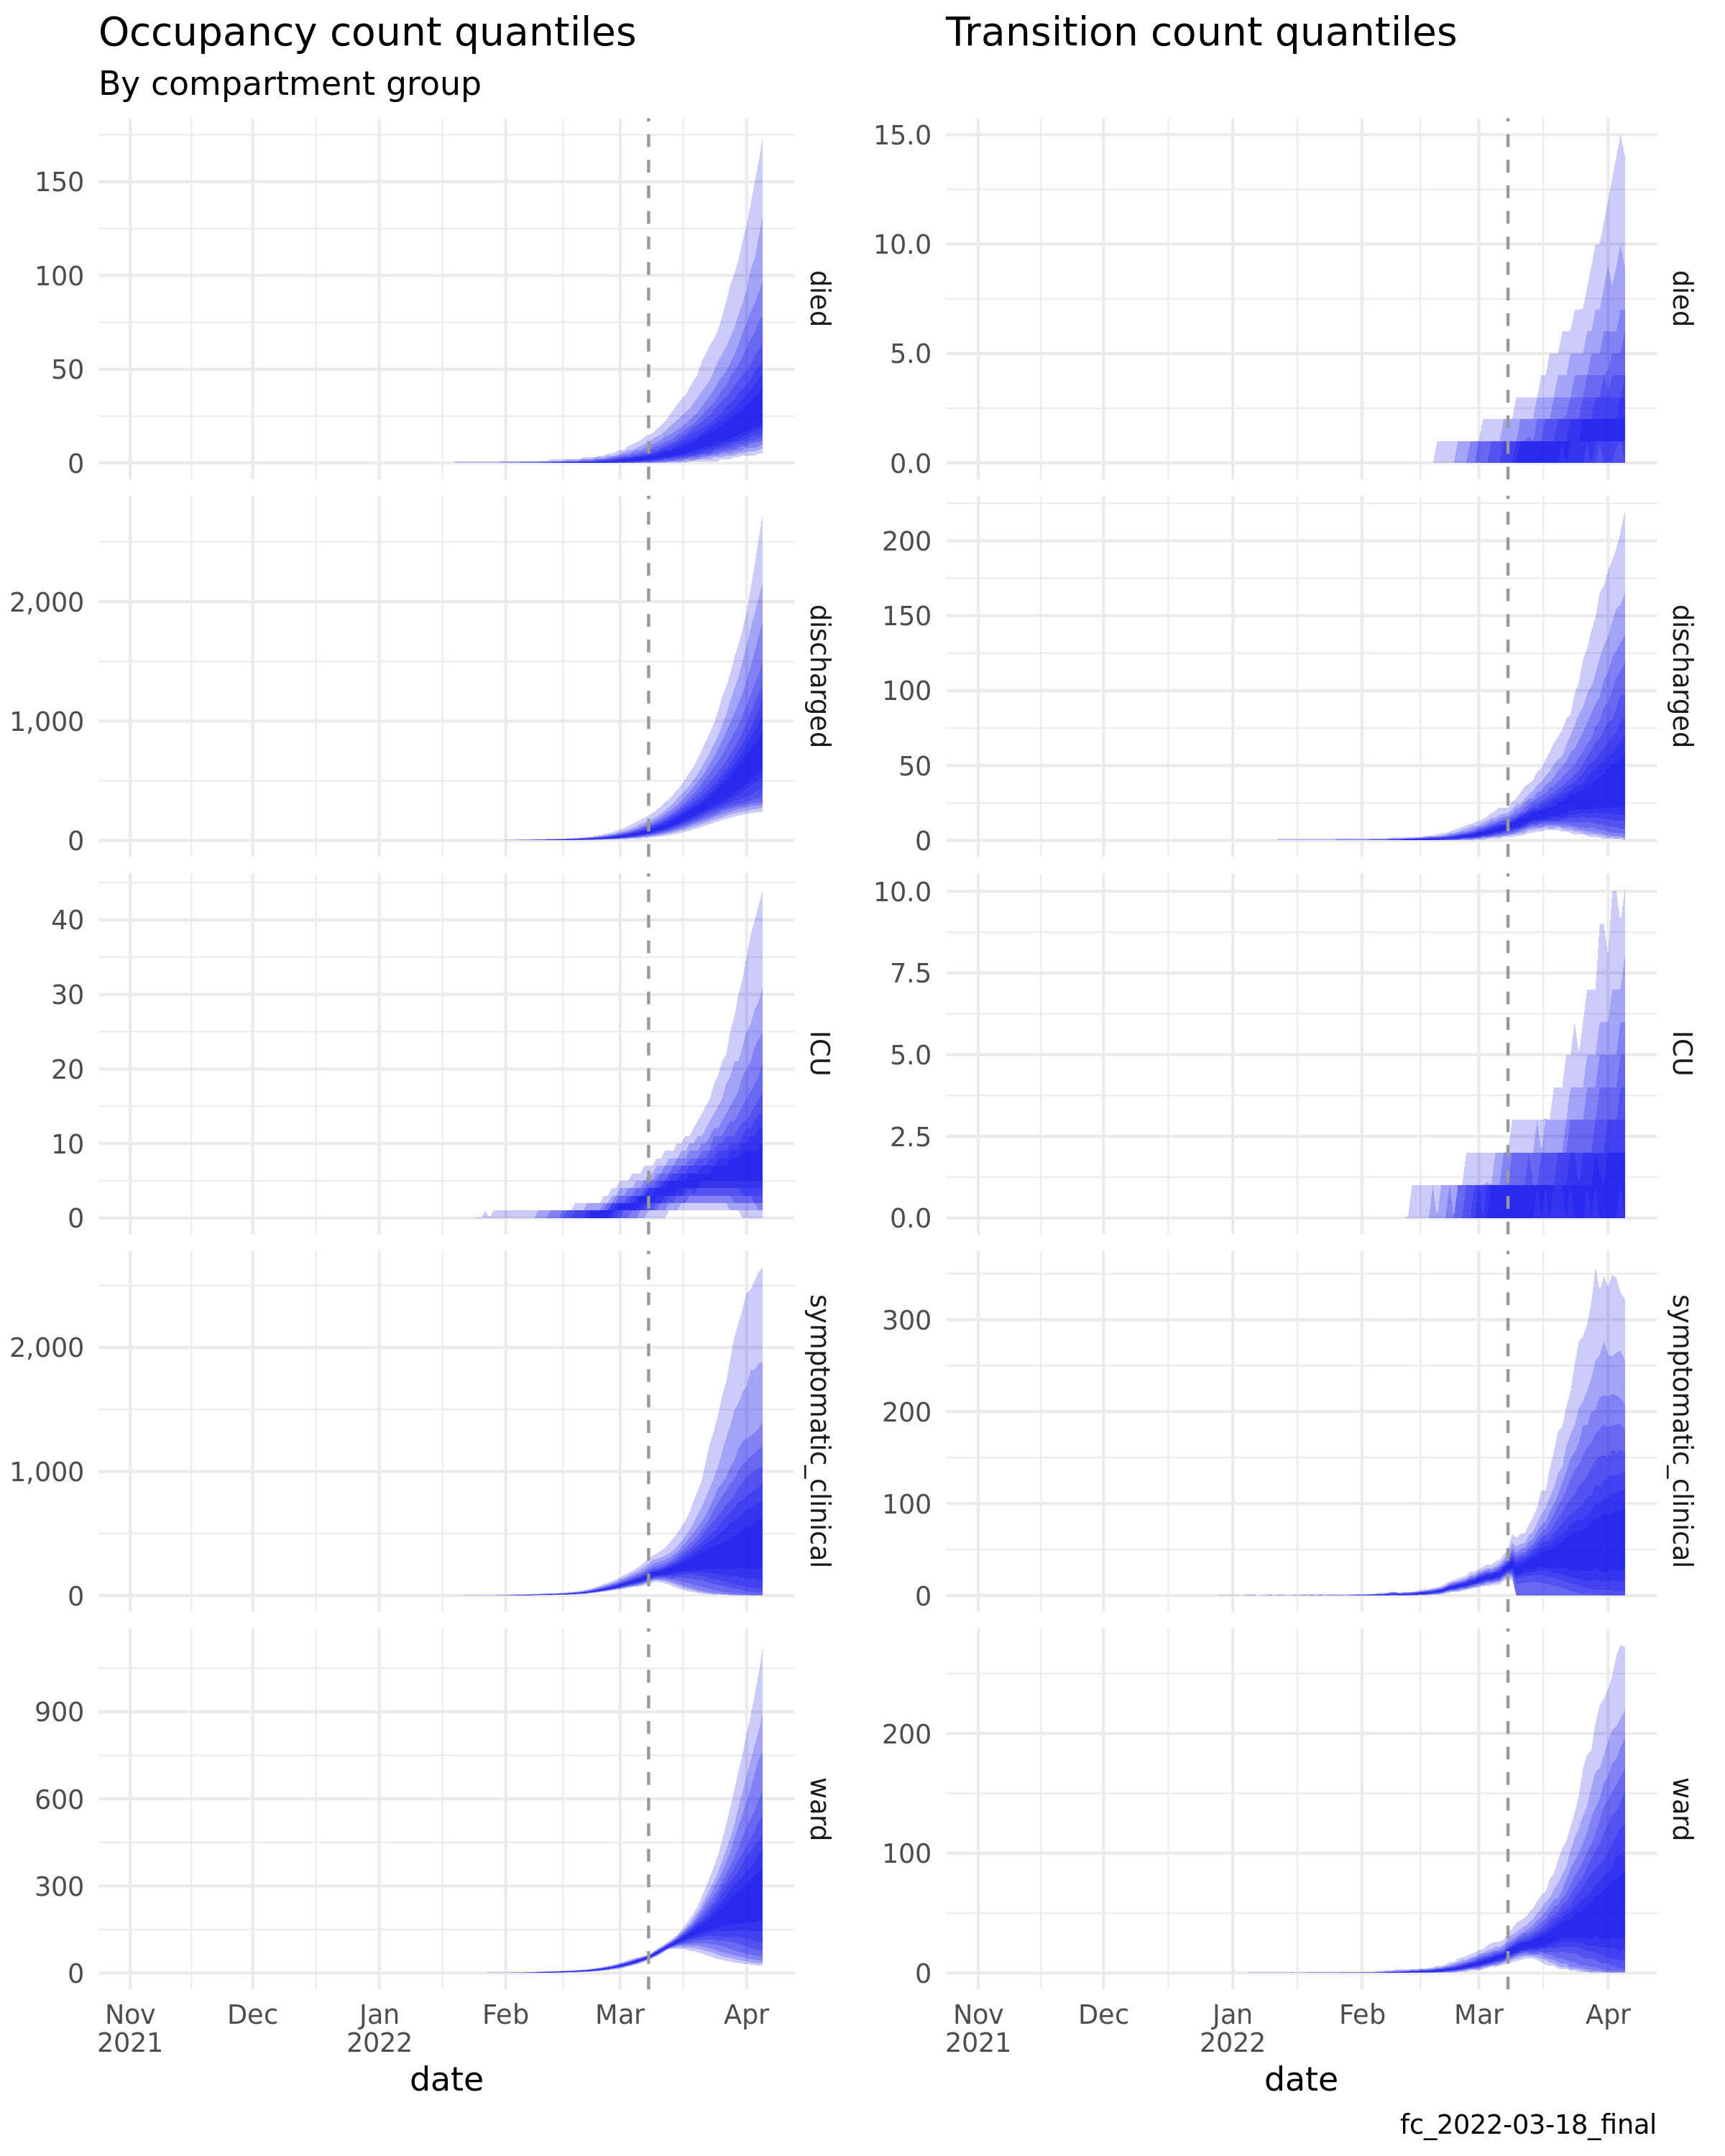 Occupancy count quantiles
By compartment group
150
100
50
0
died
2,000
1,000
0
discharged
40
30
20
10
0
ICU
2,000
1,000
0
symptomatic_clinical
900
600
300
0
ward
Nov
2021
Dec
Jan
2022
Feb
Mar
Apr
date
Transition count quantiles
15.0
10.0
5.0
0.0
died
200
150
100
50
0
discharged
10.0
7.5
5.0
2.5
0.0
ICU
300
200
100
0
symptomatic_clinical
200
100
0
ward
Nov
2021
Dec
Jan
2022
Feb
Mar
Apr
date
fc_2022-03-18_final